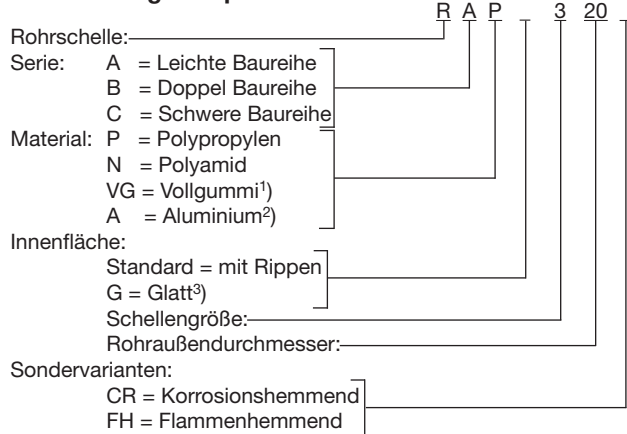 R A P _ 3 20 _
Rohrschelle:
Serie: A = Leichte Baureihe
B = Doppel Baureihe
C = Schwere Baureihe
Material: P = Polypropylen
N = Polyamid
VG = Vollgummi¹)
A = Aluminium²)
Innenfläche:
Standard = mit Rippen
G = Glatt³)
Schellengröße:
Rohraußendurchmesser:
Sondervarianten:
CR = Korrosionshemmend
FH = Flammenhemmend